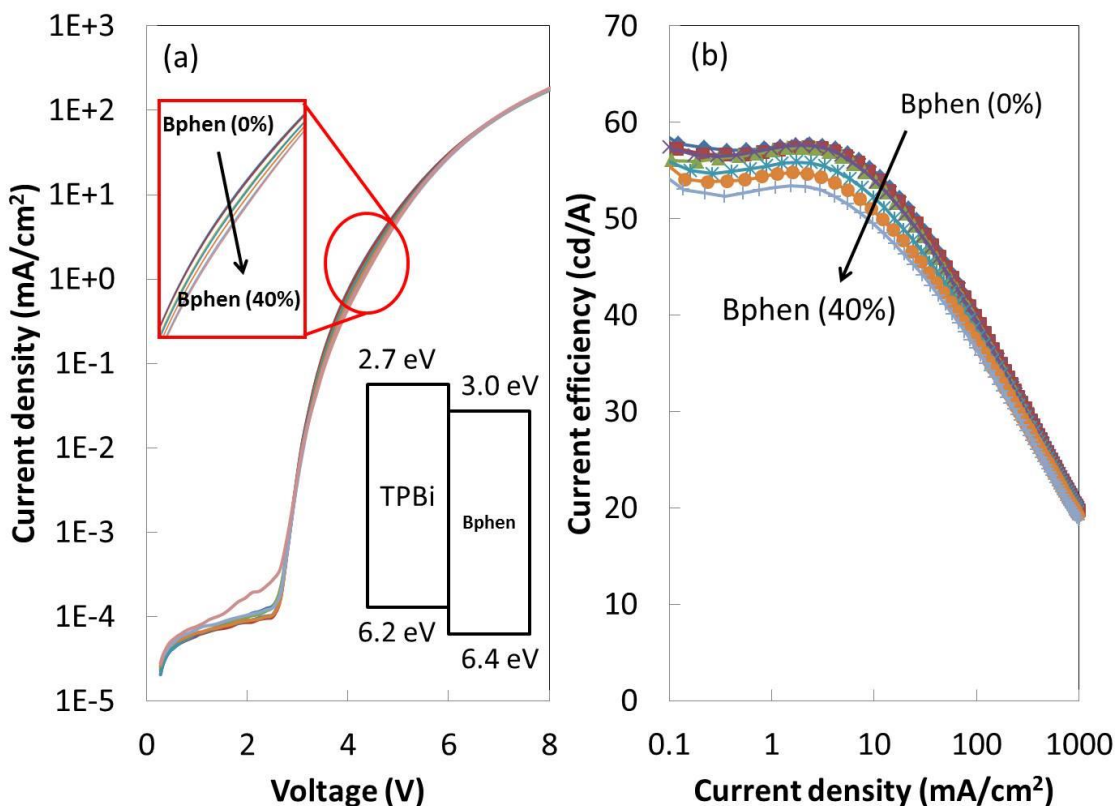 (a)
1E+3
1E+2
1E+1
1E+0
1E-1
1E-2
1E-3
1E-4
1E-5
Current density (mA/cm²)
Bphen (0%)
Bphen (40%)
2.7 eV
3.0 eV
TPBi
Bphen
6.2 eV
6.4 eV
0 2 4 6 8
Voltage (V)
(b)
70
60
50
40
30
20
10
0
Current efficiency (cd/A)
Bphen (0%)
Bphen (40%)
0.1 1 10 100 1000
Current density (mA/cm²)